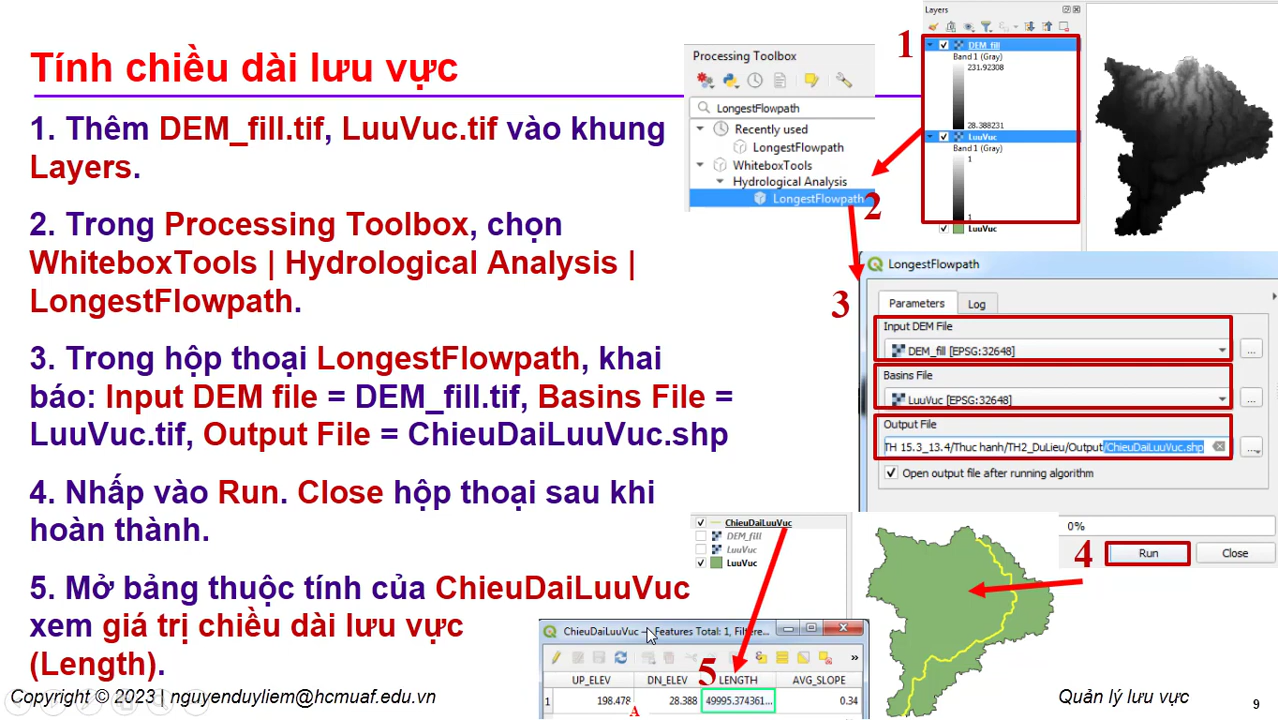 Tính chiều dài lưu vực
1. Thêm DEM_fill.tif, LuuVuc.tif vào khung
Layers.
2. Trong Processing Toolbox, chọn
WhiteboxTools | Hydrological Analysis |
LongestFlowpath.
3. Trong hộp thoại LongestFlowpath, khai
báo: Input DEM file = DEM_fill.tif, Basins File =
LuuVuc.tif, Output File = ChieuDaiLuuVuc.shp
4. Nhấp vào Run. Close hộp thoại sau khi
hoàn thành.
5. Mở bảng thuộc tính của ChieuDaiLuuVuc
xem giá trị chiều dài lưu vực
(Length).
Processing Toolbox
LongestFlowpath
Recently used
LongestFlowpath
WhiteboxTools
Hydrological Analysis
LongestFlowpath
2
Layers
1
DEM_fill
Band 1 (Gray)
231.92308
28.388231
LuuVuc
Band 1 (Gray)
1
1
LuuVuc
3
LongestFlowpath
Parameters
Log
Input DEM File
DEM_fill [EPSG:32648]
...
Basins File
LuuVuc [EPSG:32648]
...
Output File
TH 15.3_13.4/Thuc hanh/TH2_DuLieu/Output/ChieuDaiLuuVuc.shp
...
Open output file after running algorithm
0%
4
Run
Close
ChieuDaiLuuVuc
DEM_fill
LuuVuc
LuuVuc
ChieuDaiLuuVuc — Features Total: 1, Filtere...
»
5
UP_ELEV DN_ELEV LENGTH AVG_SLOPE
1 198.478 28.388 49995.374361... 0.34
A
Copyright © 2023 | nguyenduyliem@hcmuaf.edu.vn
Quản lý lưu vực
9